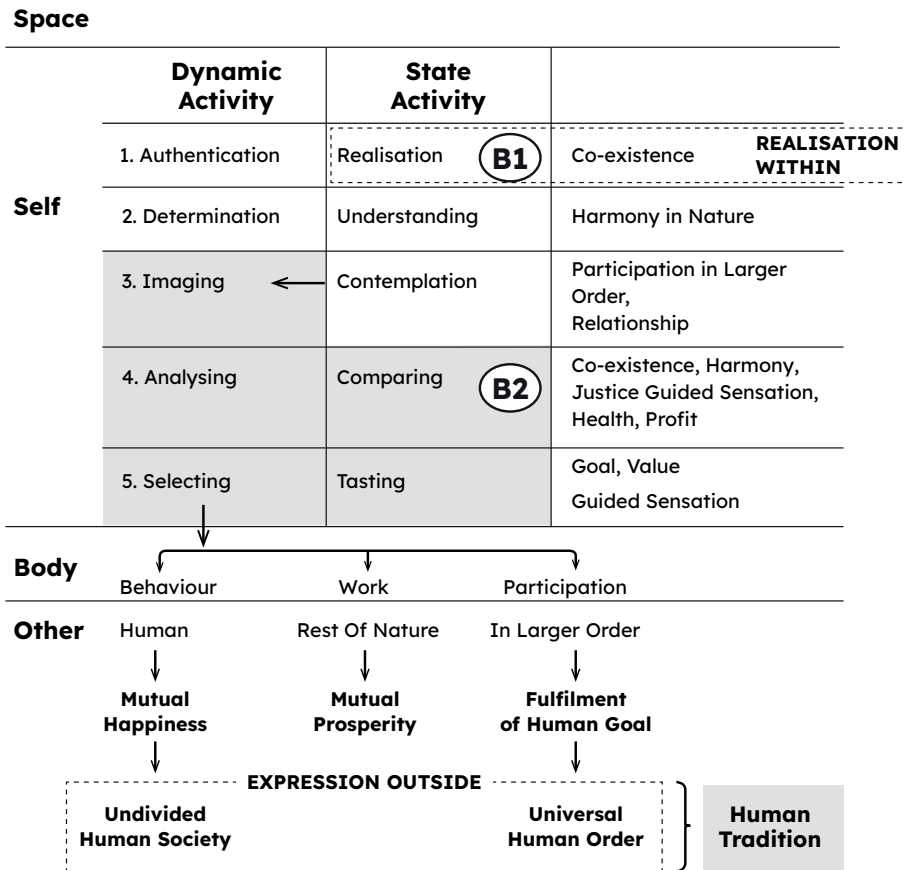 Space
Dynamic
Activity
State
Activity
1. Authentication
Realisation
B1
Co-existence
REALISATION
WITHIN
Self
2. Determination
Understanding
Harmony in Nature
3. Imaging
Contemplation
Participation in Larger
Order,
Relationship
4. Analysing
Comparing
B2
Co-existence, Harmony,
Justice Guided Sensation,
Health, Profit
5. Selecting
Tasting
Goal, Value
Guided Sensation
Body
Behaviour
Work
Participation
Other
Human
Rest Of Nature
In Larger Order
Mutual
Happiness
Mutual
Prosperity
Fulfilment
of Human Goal
EXPRESSION OUTSIDE
Undivided
Human Society
Universal
Human Order
Human
Tradition